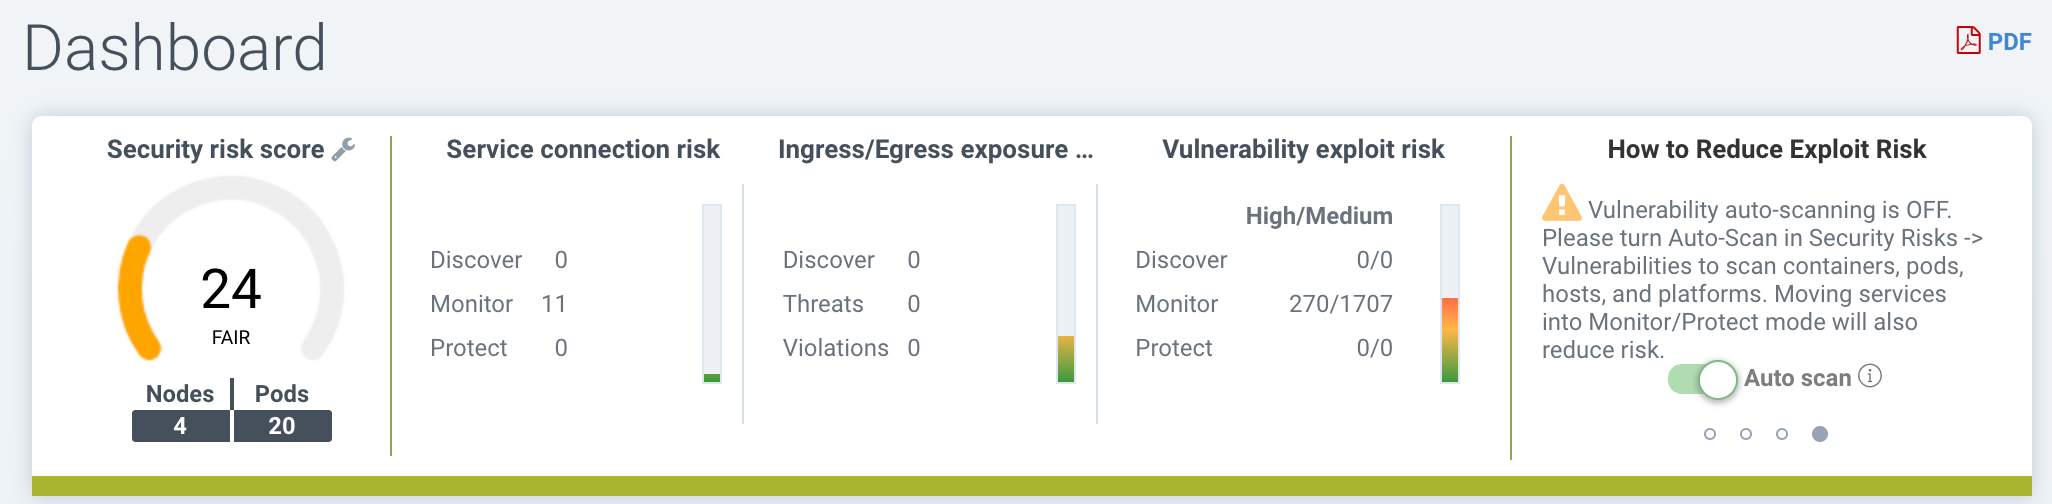 Dashboard
PDF
Security risk score
24
FAIR
Nodes Pods
4 20
Service connection risk
Discover 0
Monitor 11
Protect 0
Ingress/Egress exposure ...
Discover 0
Threats 0
Violations 0
Vulnerability exploit risk
High/Medium
Discover 0/0
Monitor 270/1707
Protect 0/0
How to Reduce Exploit Risk
Vulnerability auto-scanning is OFF.
Please turn Auto-Scan in Security Risks ->
Vulnerabilities to scan containers, pods,
hosts, and platforms. Moving services
into Monitor/Protect mode will also
reduce risk.
Auto scan